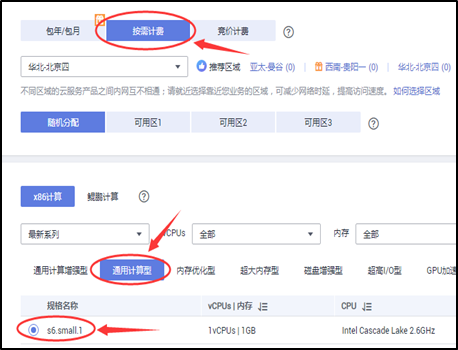 包年/包月 按需计费 竞价计费
华北-北京四 推荐区域 亚太-曼谷 (0) 西南-贵阳一 (0) 华北-北京四 (0)
不同区域的云服务产品之间内网互不相通；请就近选择靠近您业务的区域，可减少网络时延，提高访问速度。 如何选择区域
随机分配 可用区1 可用区2 可用区3
x86计算 鲲鹏计算
最新系列 vCPUs 全部 内存 全部
通用计算增强型 通用计算型 内存优化型 超大内存型 磁盘增强型 超高I/O型 GPU加速
规格名称 vCPUs | 内存 CPU
s6.small.1 1vCPUs | 1GB Intel Cascade Lake 2.6GHz